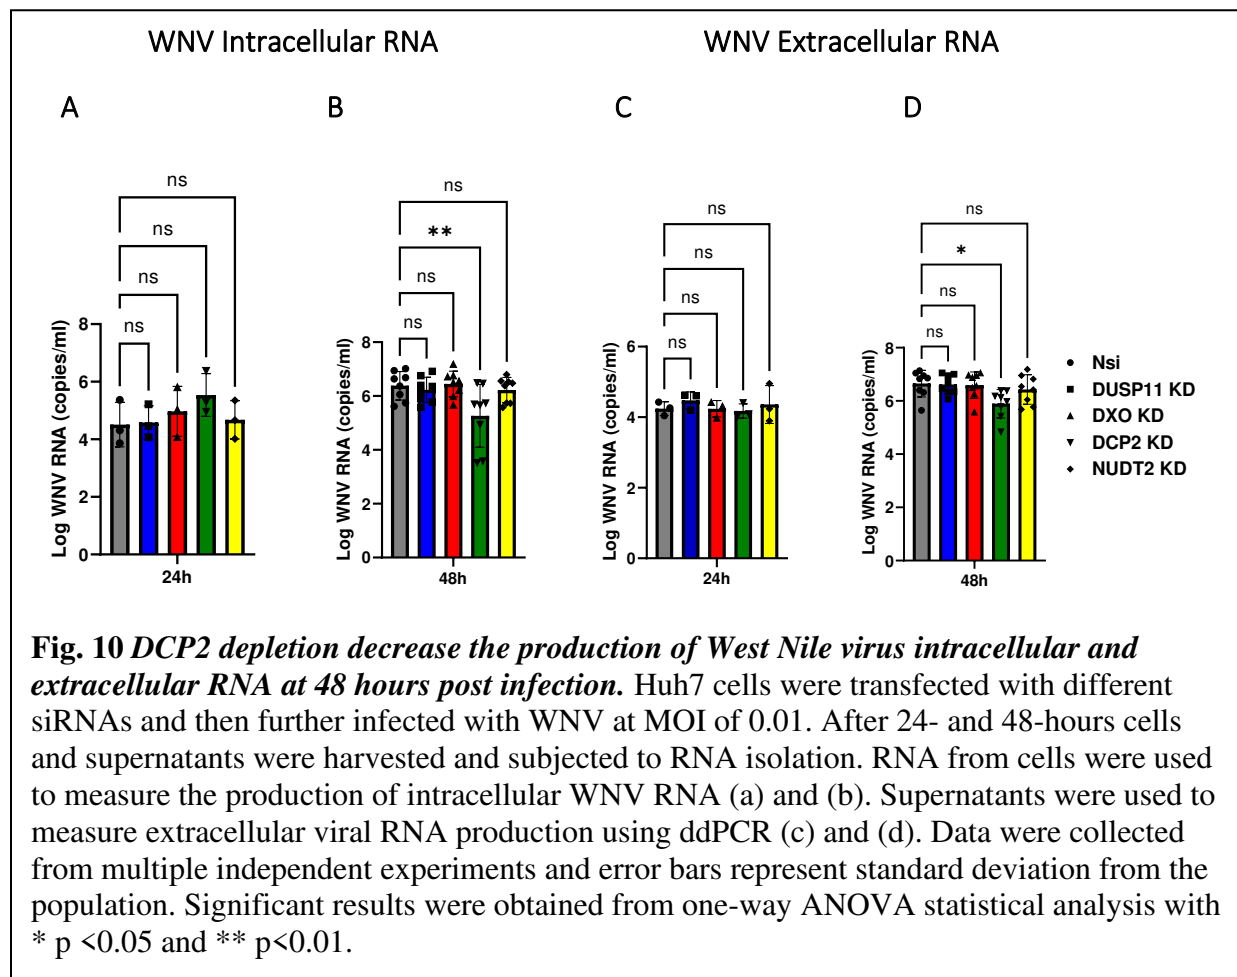 WNV Intracellular RNA
WNV Extracellular RNA
A
B
C
D
ns
ns
ns
ns
Log WNV RNA (copies/ml)
8
6
4
2
0
24h
ns
**
ns
ns
Log WNV RNA (copies/ml)
8
6
4
2
0
48h
ns
ns
ns
ns
Log WNV RNA (copies/ml)
6
4
2
0
24h
ns
*
ns
ns
Log WNV RNA (copies/ml)
8
6
4
2
0
48h
Nsi
DUSP11 KD
DXO KD
DCP2 KD
NUDT2 KD
Fig. 10 DCP2 depletion decrease the production of West Nile virus intracellular and
extracellular RNA at 48 hours post infection. Huh7 cells were transfected with different
siRNAs and then further infected with WNV at MOI of 0.01. After 24- and 48-hours cells
and supernatants were harvested and subjected to RNA isolation. RNA from cells were used
to measure the production of intracellular WNV RNA (a) and (b). Supernatants were used to
measure extracellular viral RNA production using ddPCR (c) and (d). Data were collected
from multiple independent experiments and error bars represent standard deviation from the
population. Significant results were obtained from one-way ANOVA statistical analysis with
* p <0.05 and ** p<0.01.